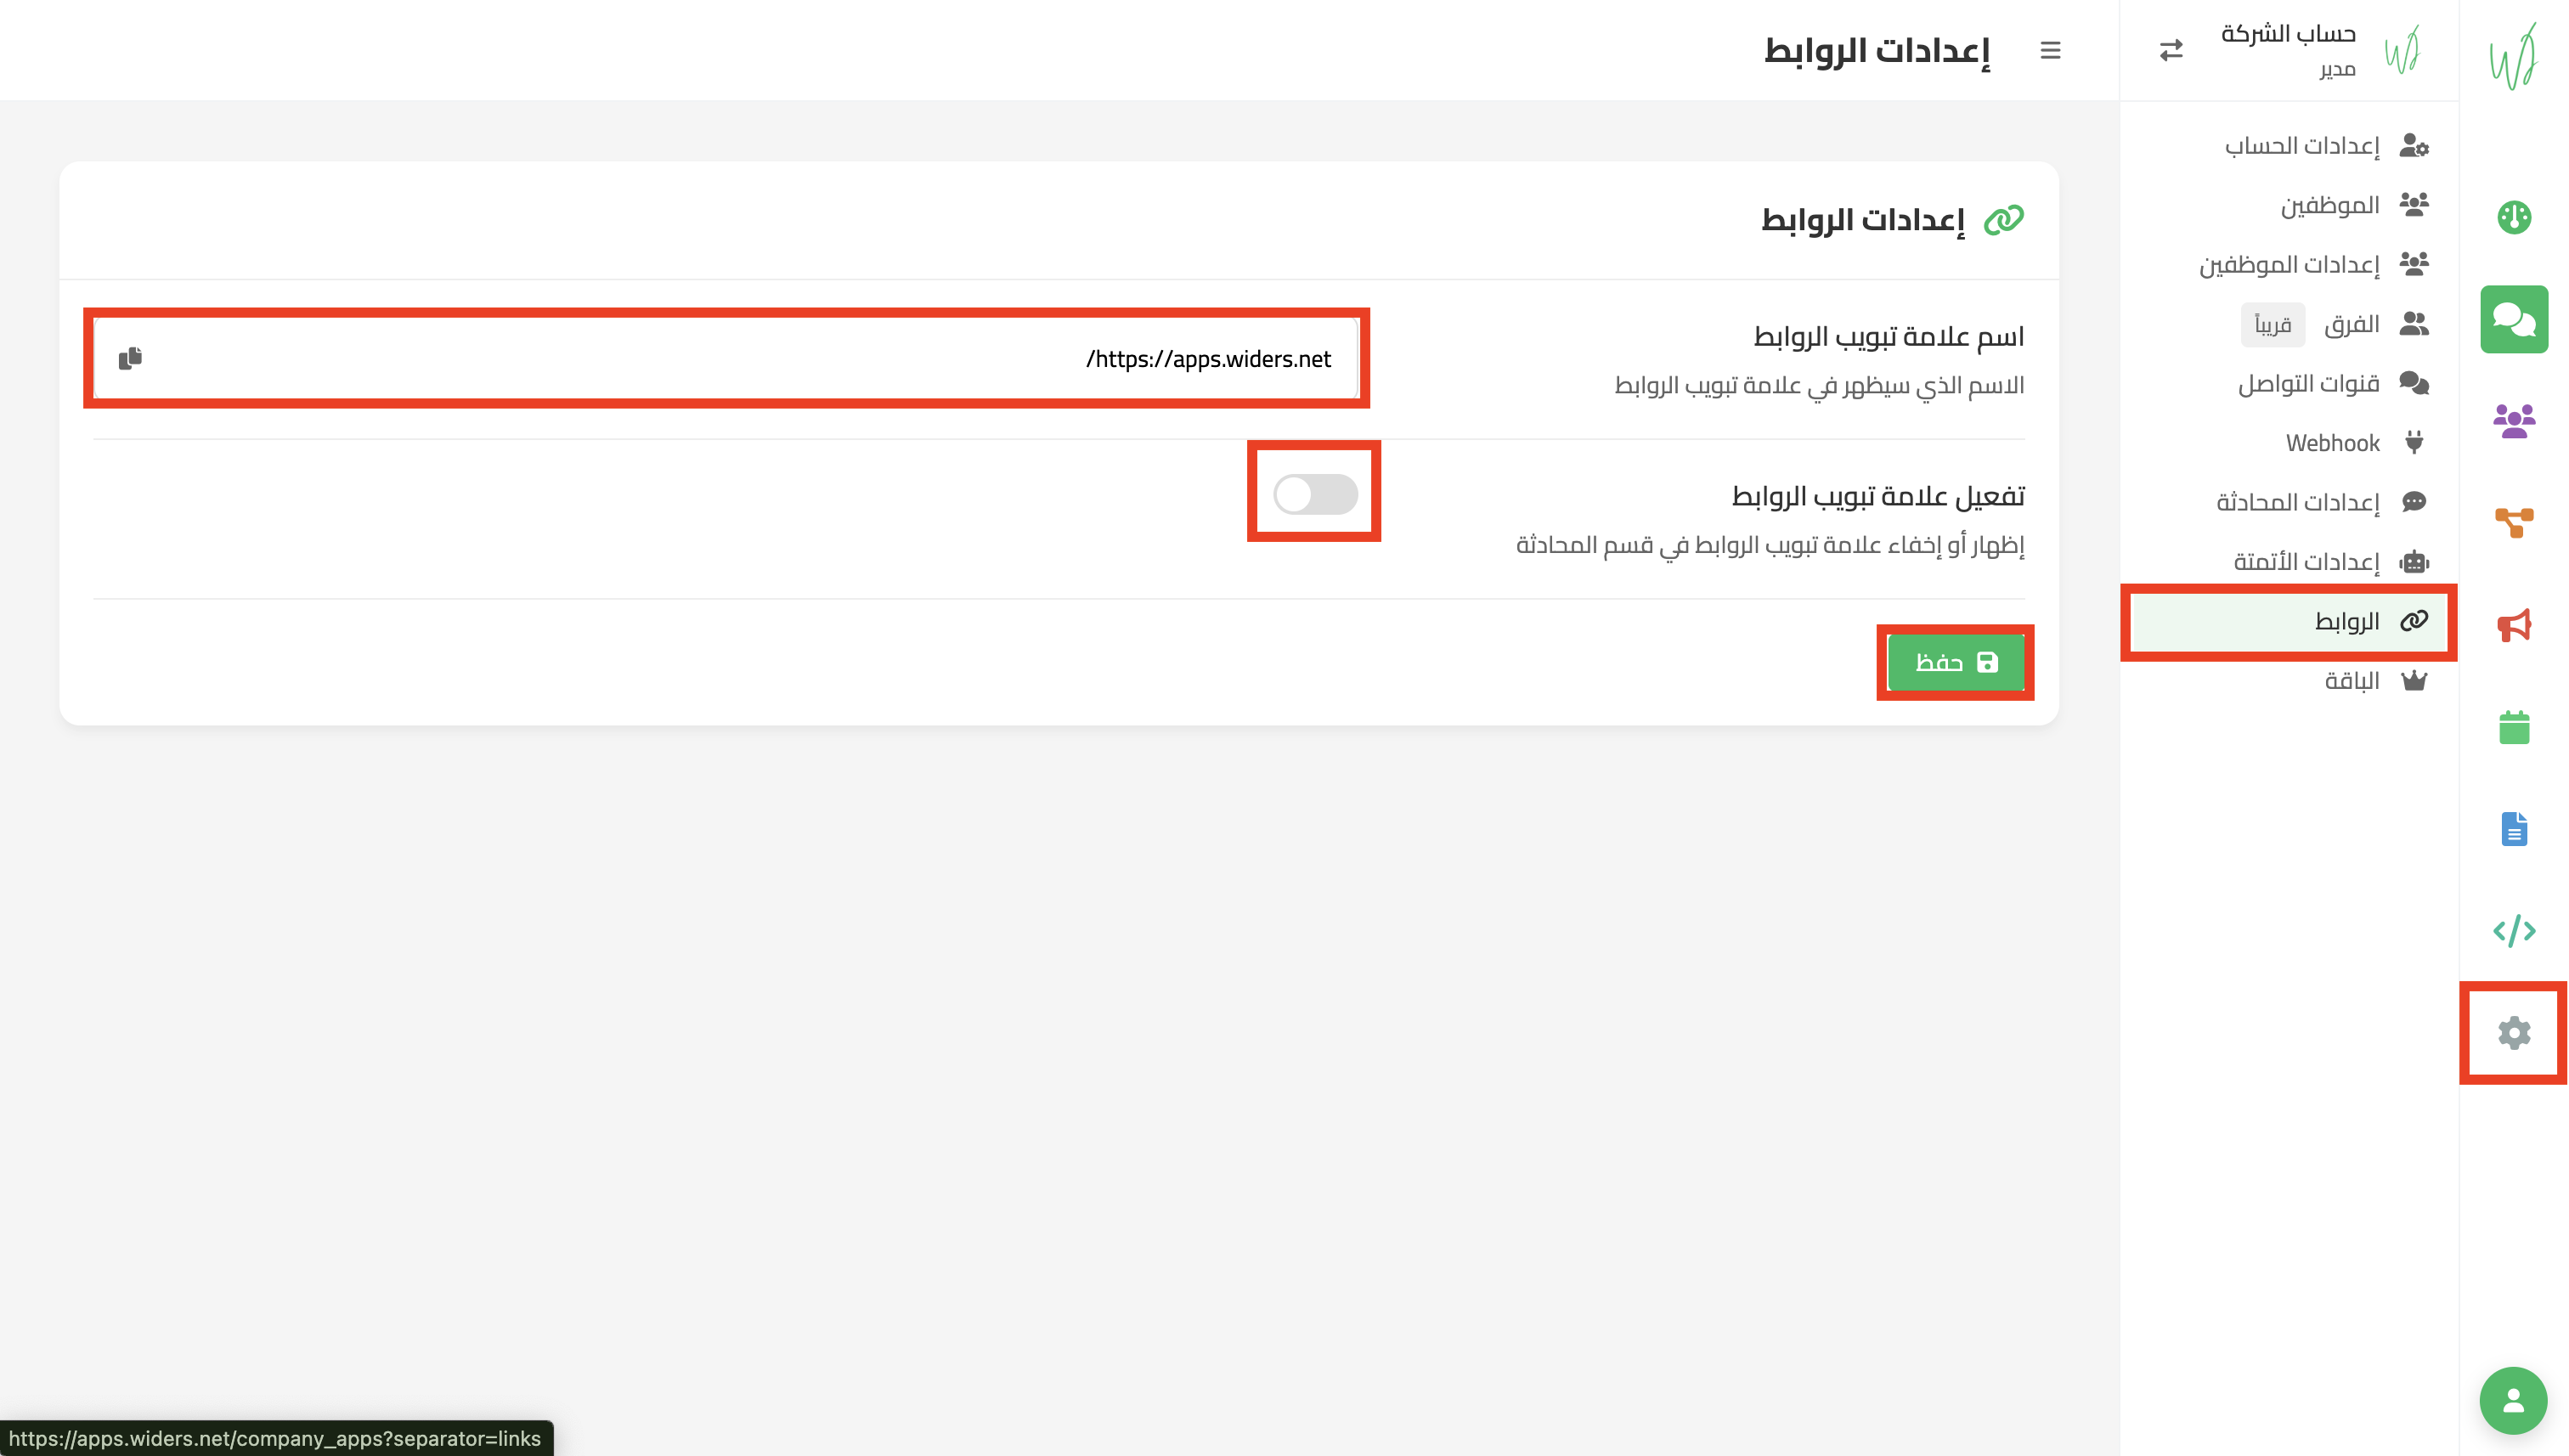 حساب الشركة
مدير
إعدادات الروابط
إعدادات الحساب
الموظفين
إعدادات الموظفين
الفرق قريباً
قنوات التواصل
Webhook
إعدادات المحادثة
إعدادات الأتمتة
الروابط
الباقة
إعدادات الروابط
اسم علامة تبويب الروابط
الاسم الذي سيظهر في علامة تبويب الروابط
/https://apps.widers.net
تفعيل علامة تبويب الروابط
إظهار أو إخفاء علامة تبويب الروابط في قسم المحادثة
حفظ
https://apps.widers.net/company_apps?separator=links